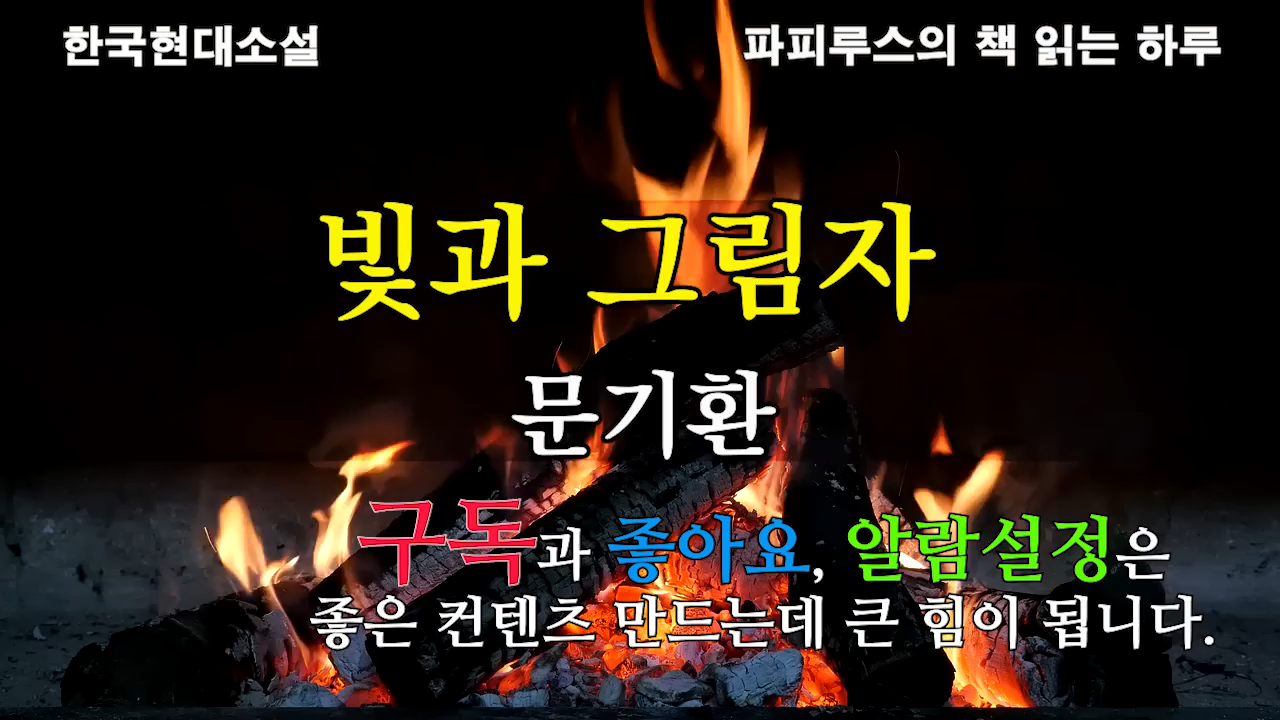 한국현대소설
파피루스의 책 읽는 하루
빛과 그림자
문기환
구독과 좋아요, 알람설정은
좋은 컨텐츠 만드는데 큰 힘이 됩니다.